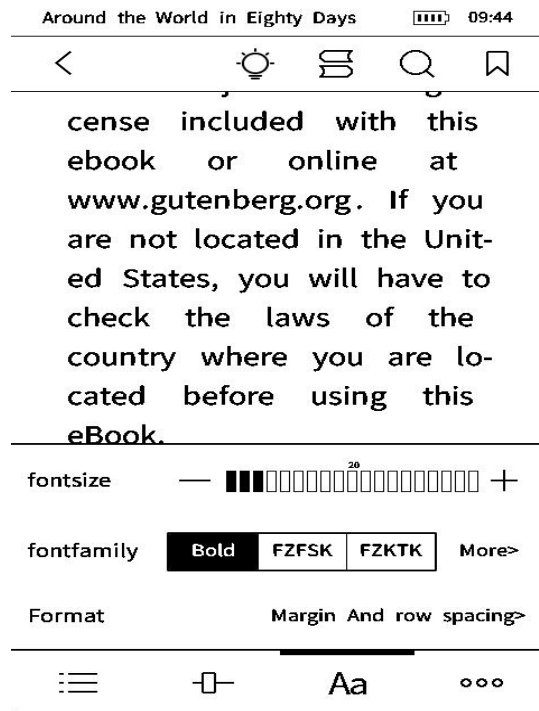 Around the World in Eighty Days 09:44
cense included with this
ebook or online at
www.gutenberg.org. If you
are not located in the Unit-
ed States, you will have to
check the laws of the
country where you are lo-
cated before using this
eBook.
fontsize 20
fontfamily Bold FZFSK FZKTK More>
Format Margin And row spacing>
Aa